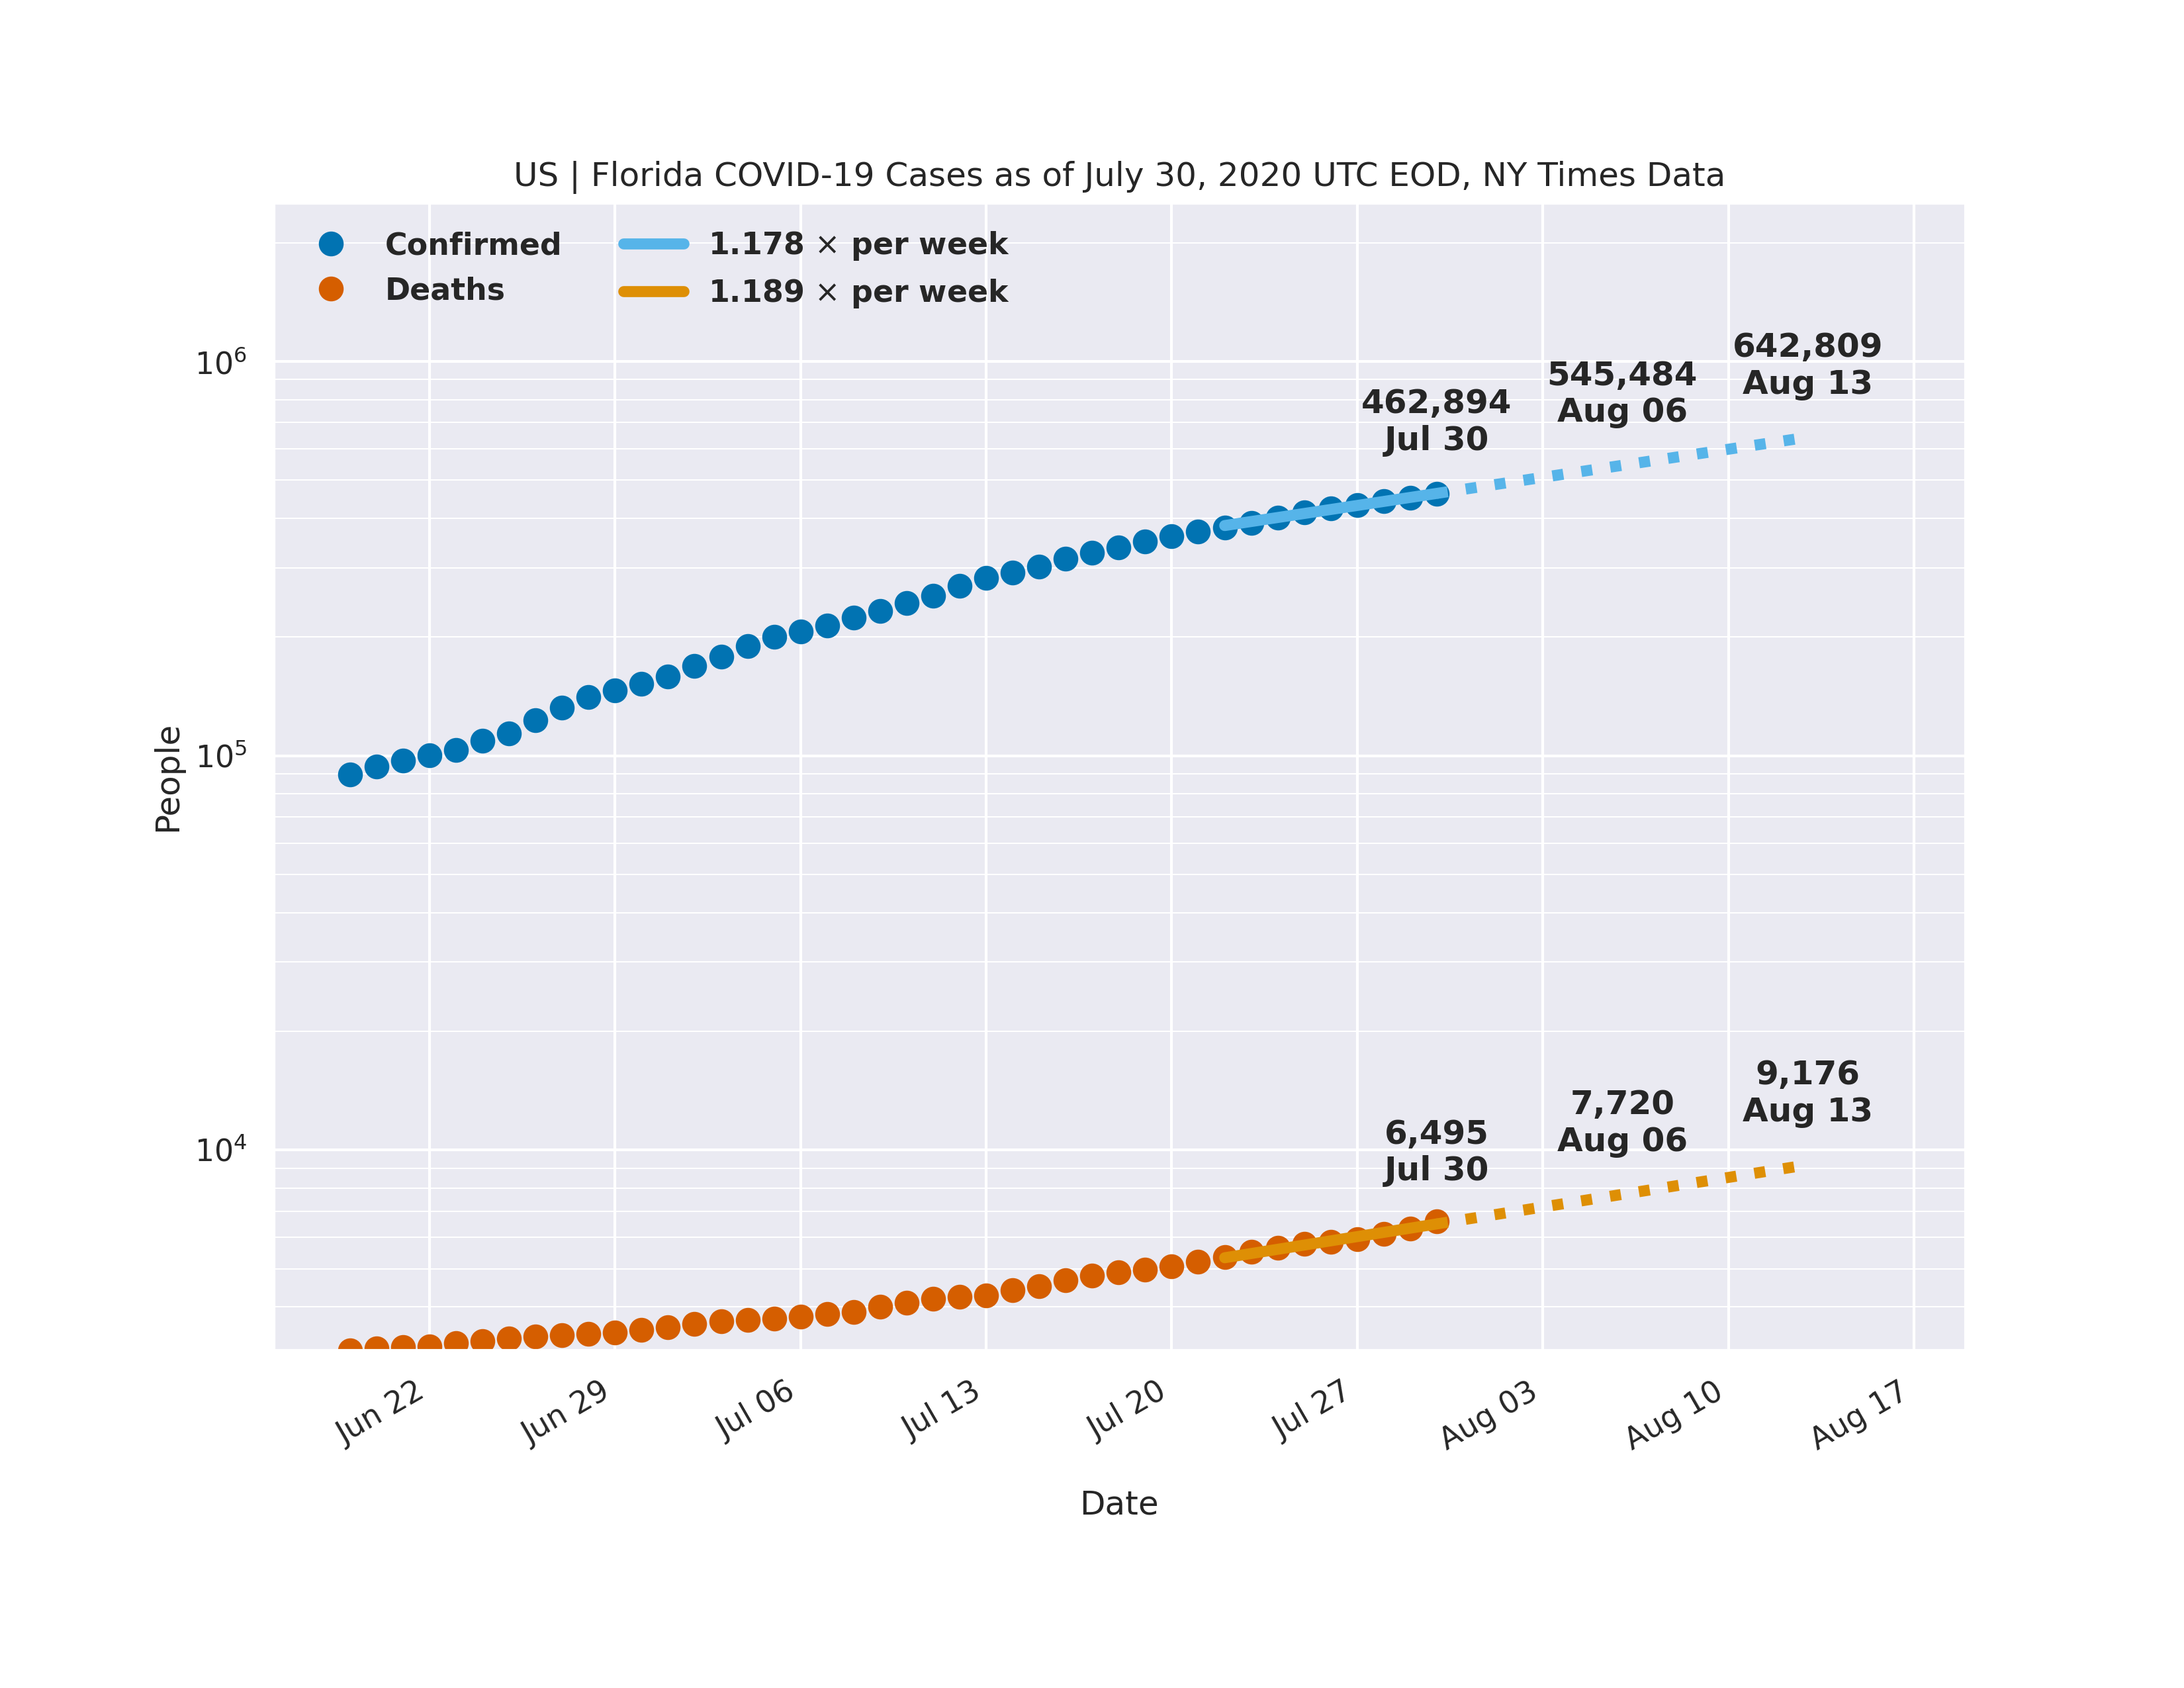 US | Florida COVID-19 Cases as of July 30, 2020 UTC EOD, NY Times Data
Confirmed
Deaths
1.178 × per week
1.189 × per week
10⁶
10⁵
10⁴
People
462,894
Jul 30
545,484
Aug 06
642,809
Aug 13
6,495
Jul 30
7,720
Aug 06
9,176
Aug 13
Jun 22
Jun 29
Jul 06
Jul 13
Jul 20
Jul 27
Aug 03
Aug 10
Aug 17
Date